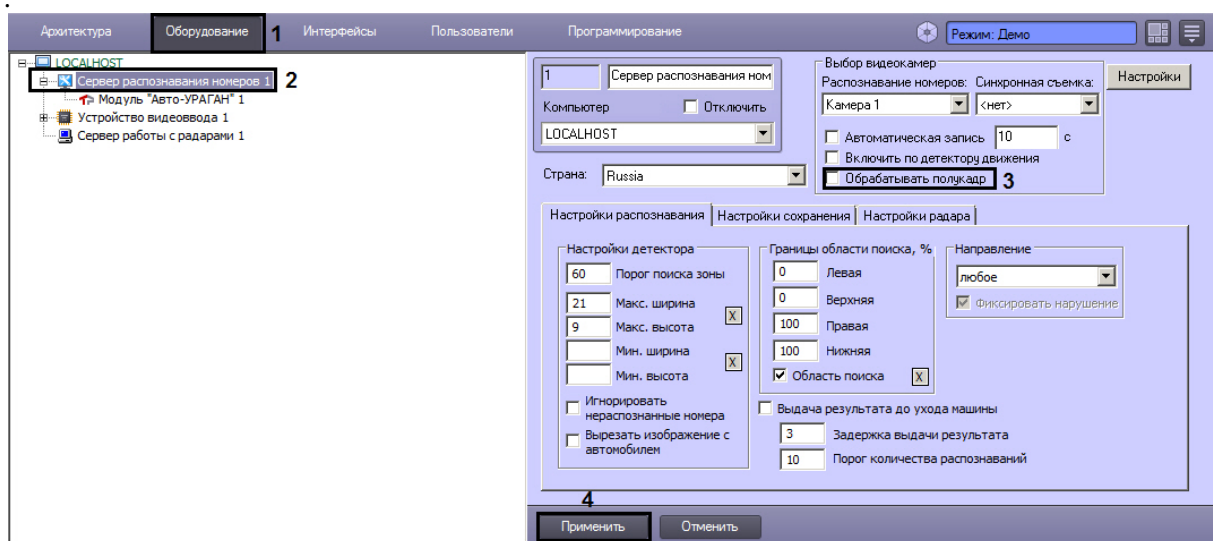 .
Архитектура Оборудование 1 Интерфейсы Пользователи Программирование Режим: Демо
LOCALHOST
Сервер распознавания номеров 1 2
Модуль "Авто-УРАГАН" 1
Устройство видеоввода 1
Сервер работы с радарами 1
1 Сервер распознавания ном
Компьютер Отключить
LOCALHOST
Страна: Russia
Выбор видеокамер
Распознавание номеров: Синхронная съемка:
Камера 1 <нет>
Автоматическая запись 10 с
Включить по детектору движения
Обрабатывать полукадр 3
Настройки
Настройки распознавания Настройки сохранения Настройки радара
Настройки детектора
60 Порог поиска зоны
21 Макс. ширина
X
9 Макс. высота
Мин. ширина
X
Мин. высота
Игнорировать
нераспознанные номера
Вырезать изображение с
автомобилем
Границы области поиска, %
0 Левая
0 Верхняя
100 Правая
100 Нижняя
Область поиска X
Направление
любое
Фиксировать нарушение
Выдача результата до ухода машины
3 Задержка выдачи результата
10 Порог количества распознаваний
4
Применить Отменить